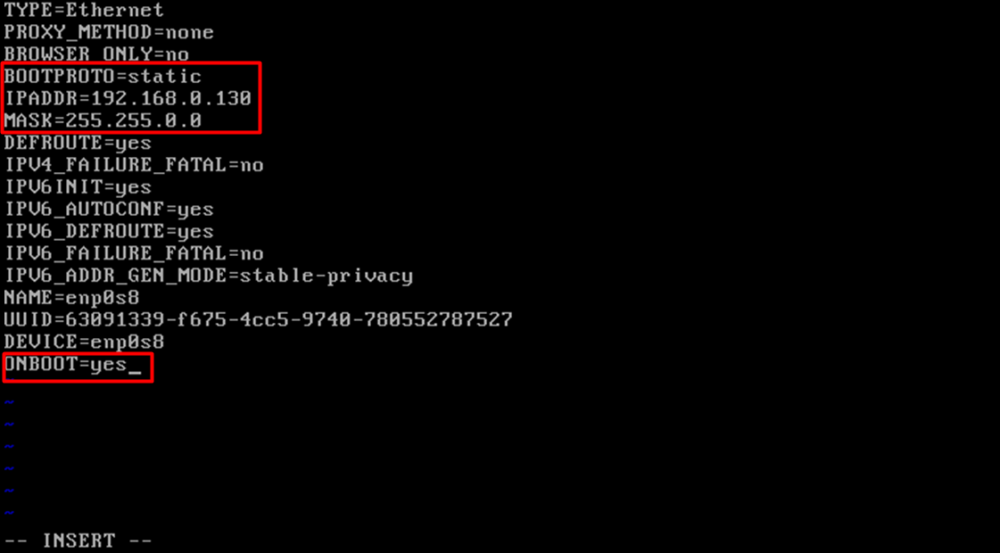 TYPE=Ethernet
PROXY_METHOD=none
BROWSER_ONLY=no
BOOTPROTO=static
IPADDR=192.168.0.130
MASK=255.255.0.0
DEFROUTE=yes
IPV4_FAILURE_FATAL=no
IPV6INIT=yes
IPV6_AUTOCONF=yes
IPV6_DEFROUTE=yes
IPV6_FAILURE_FATAL=no
IPV6_ADDR_GEN_MODE=stable-privacy
NAME=enp0s8
UUID=63091339-f675-4cc5-9740-780552787527
DEVICE=enp0s8
ONBOOT=yes_
~
~
~
~
~
~
-- INSERT --